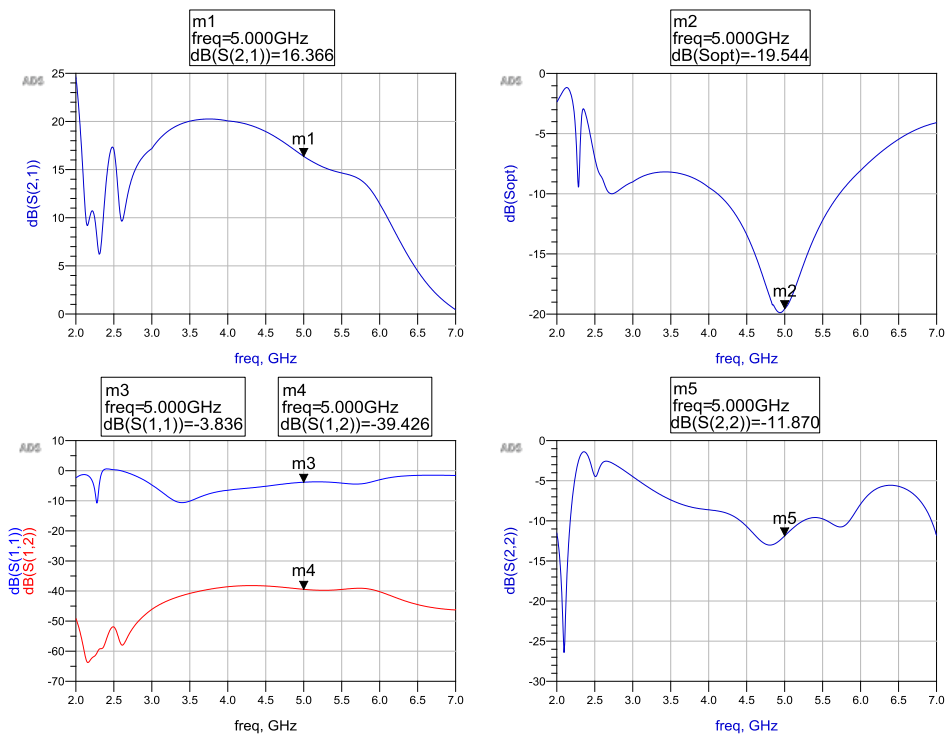 m1
freq=5.000GHz
dB(S(2,1))=16.366
m2
freq=5.000GHz
dB(Sopt)=-19.544
ADS
25
20
15
10
5
0
dB(S(2,1))
m1
2.0 2.5 3.0 3.5 4.0 4.5 5.0 5.5 6.0 6.5 7.0
freq, GHz
ADS
0
-5
-10
-15
-20
dB(Sopt)
m2
2.0 2.5 3.0 3.5 4.0 4.5 5.0 5.5 6.0 6.5 7.0
freq, GHz
m3
freq=5.000GHz
dB(S(1,1))=-3.836
m4
freq=5.000GHz
dB(S(1,2))=-39.426
m5
freq=5.000GHz
dB(S(2,2))=-11.870
ADS
10
0
-10
-20
-30
-40
-50
-60
-70
dB(S(1,1))
dB(S(1,2))
m3
m4
2.0 2.5 3.0 3.5 4.0 4.5 5.0 5.5 6.0 6.5 7.0
freq, GHz
ADS
0
-5
-10
-15
-20
-25
-30
dB(S(2,2))
m5
2.0 2.5 3.0 3.5 4.0 4.5 5.0 5.5 6.0 6.5 7.0
freq, GHz